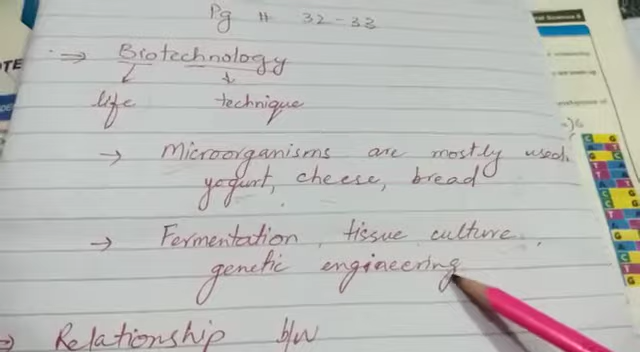 Pg # 32-33
⇒ Biotechnology
life technique
→ Microorganisms are mostly used.
yogurt, cheese, bread
→ Fermentation, tissue culture,
genetic engineering
⇒ Relationship b/w